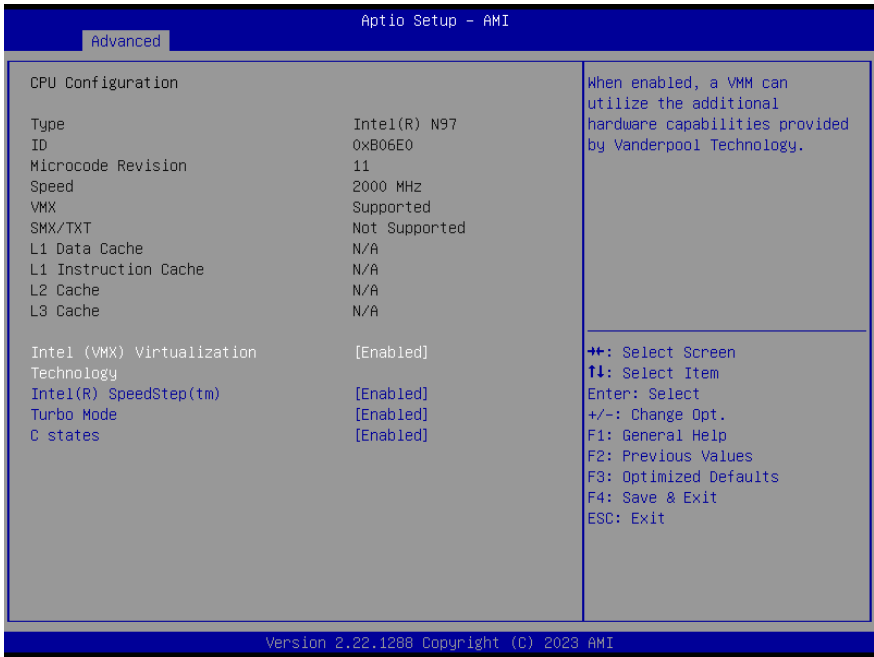 Aptio Setup – AMI
Advanced
CPU Configuration
Type Intel(R) N97
ID 0xB06E0
Microcode Revision 11
Speed 2000 MHz
VMX Supported
SMX/TXT Not Supported
L1 Data Cache N/A
L1 Instruction Cache N/A
L2 Cache N/A
L3 Cache N/A
Intel (VMX) Virtualization [Enabled]
Technology
Intel(R) SpeedStep(tm) [Enabled]
Turbo Mode [Enabled]
C states [Enabled]
When enabled, a VMM can
utilize the additional
hardware capabilities provided
by Vanderpool Technology.
→←: Select Screen
↑↓: Select Item
Enter: Select
+/-: Change Opt.
F1: General Help
F2: Previous Values
F3: Optimized Defaults
F4: Save & Exit
ESC: Exit
Version 2.22.1288 Copyright (C) 2023 AMI